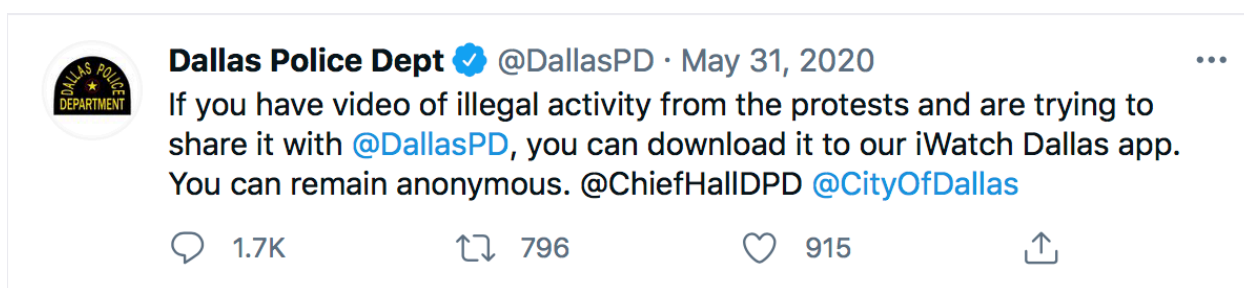 DALLAS POLICE
DEPARTMENT
Dallas Police Dept @DallasPD · May 31, 2020
If you have video of illegal activity from the protests and are trying to
share it with @DallasPD, you can download it to our iWatch Dallas app.
You can remain anonymous. @ChiefHallDPD @CityOfDallas
1.7K 796 915